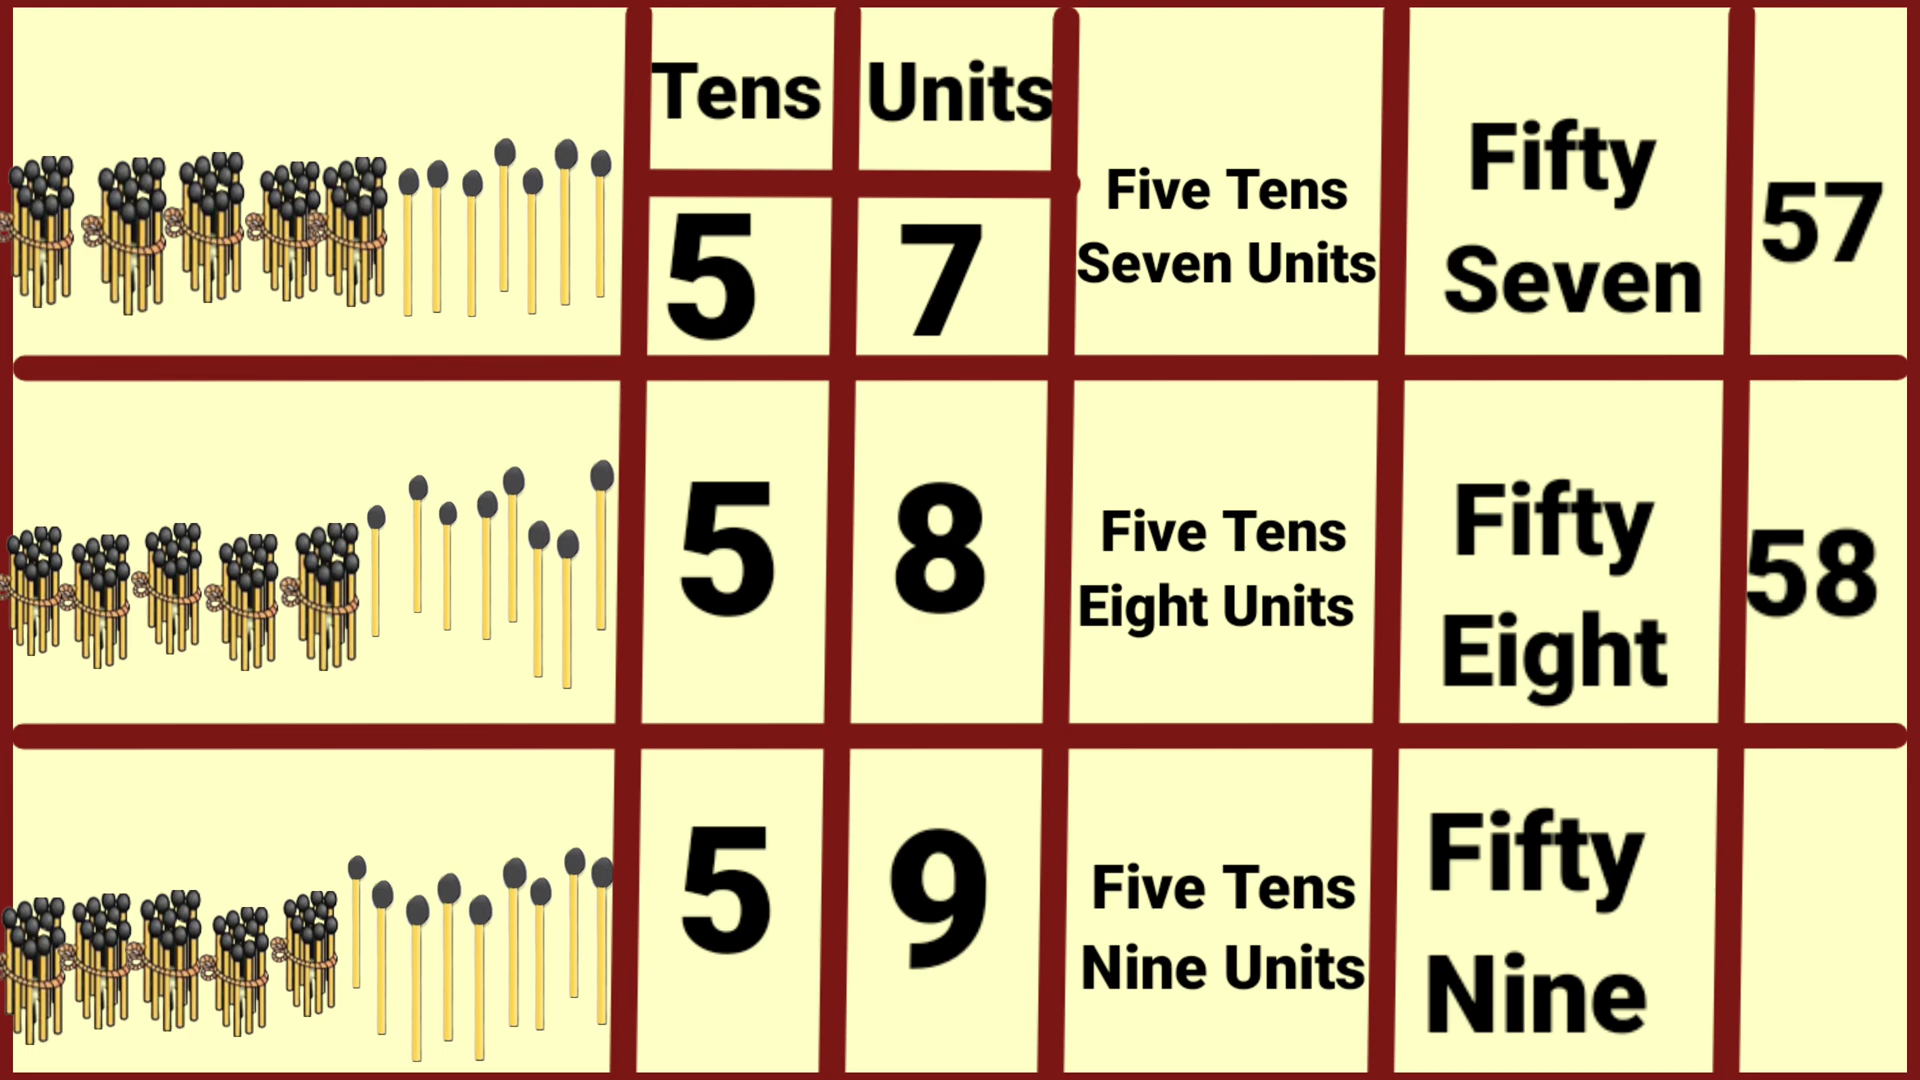 Tens Units
5 7
Five Tens
Seven Units
Fifty
Seven
57
5 8
Five Tens
Eight Units
Fifty
Eight
58
5 9
Five Tens
Nine Units
Fifty
Nine